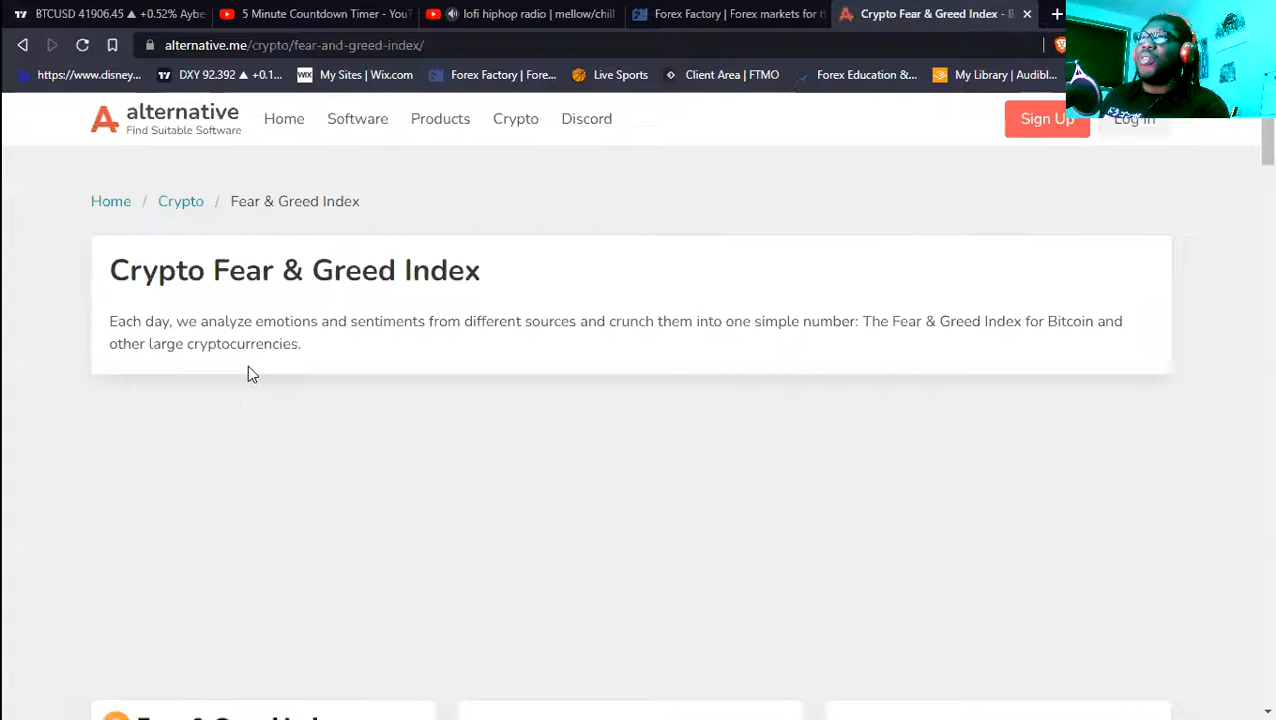 BTCUSD 41906.45 ▲ +0.52% Aybe
5 Minute Countdown Timer - YouT
lofi hiphop radio | mellow/chill
Forex Factory | Forex markets for t
Crypto Fear & Greed Index - B
alternative.me/crypto/fear-and-greed-index/
https://www.disney...
DXY 92.392 ▲ +0.1...
WIX
My Sites | Wix.com
Forex Factory | Fore...
Live Sports
Client Area | FTMO
Forex Education &...
My Library | Audibl...
alternative
Find Suitable Software
Home
Software
Products
Crypto
Discord
Sign Up
Log In
Home / Crypto / Fear & Greed Index
Crypto Fear & Greed Index
Each day, we analyze emotions and sentiments from different sources and crunch them into one simple number: The Fear & Greed Index for Bitcoin and
other large cryptocurrencies.